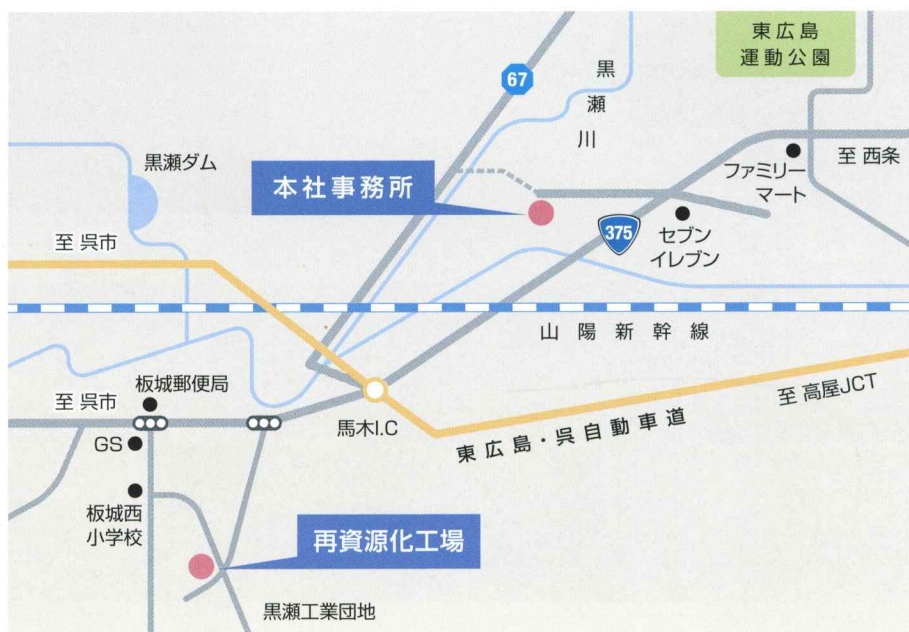 東広島
運動公園
67
黒瀬川
黒瀬ダム
本社事務所
ファミリー
マート
至 西条
375
セブン
イレブン
至 呉市
山陽新幹線
板城郵便局
至 呉市
馬木I.C
東広島・呉自動車道
至 高屋JCT
GS
板城西
小学校
再資源化工場
黒瀬工業団地